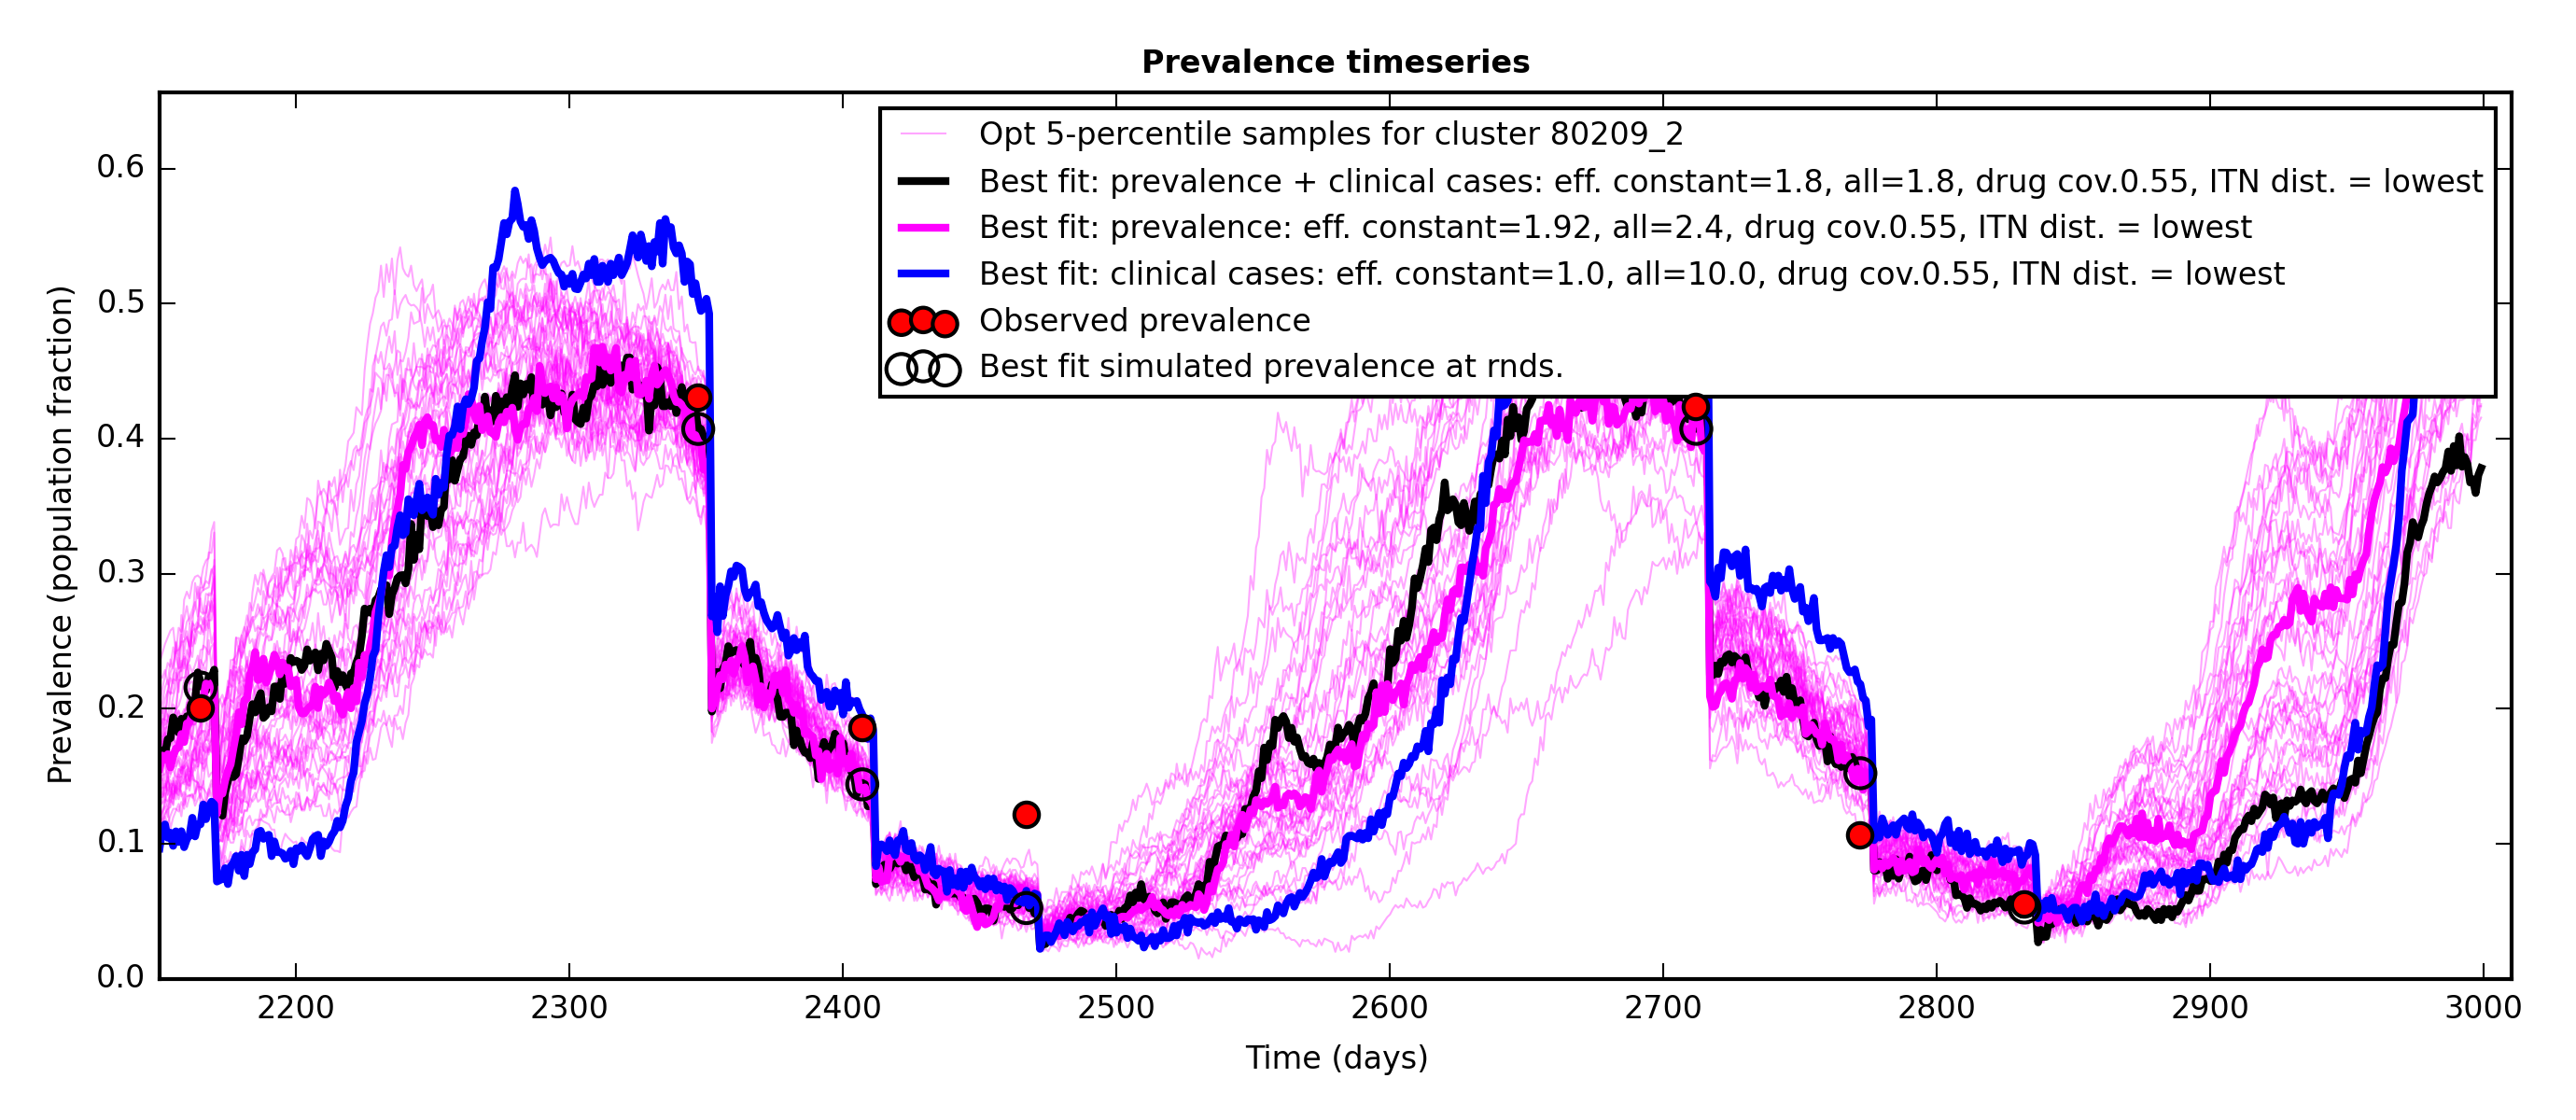 Prevalence timeseries
Opt 5-percentile samples for cluster 80209_2
Best fit: prevalence + clinical cases: eff. constant=1.8, all=1.8, drug cov.0.55, ITN dist. = lowest
Best fit: prevalence: eff. constant=1.92, all=2.4, drug cov.0.55, ITN dist. = lowest
Best fit: clinical cases: eff. constant=1.0, all=10.0, drug cov.0.55, ITN dist. = lowest
Observed prevalence
Best fit simulated prevalence at rnds.
Prevalence (population fraction)
0.6
0.5
0.4
0.3
0.2
0.1
0.0
2200 2300 2400 2500 2600 2700 2800 2900 3000
Time (days)